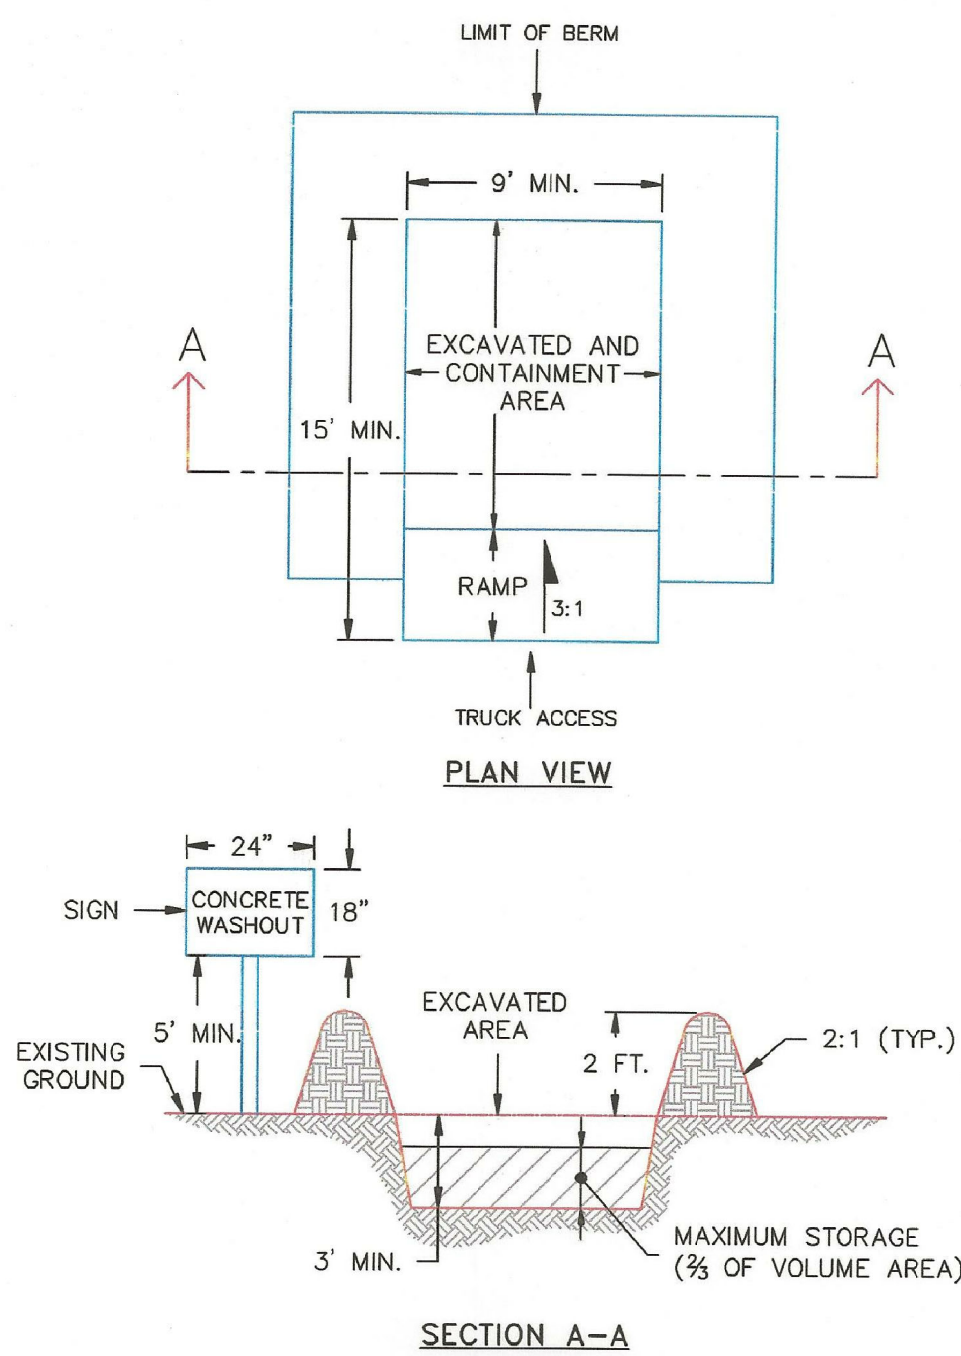 LIMIT OF BERM
9' MIN.
A
A
EXCAVATED AND
CONTAINMENT
AREA
15' MIN.
RAMP
3:1
TRUCK ACCESS
PLAN VIEW
24"
SIGN
CONCRETE
WASHOUT
18"
5' MIN.
EXCAVATED
AREA
2 FT.
2:1 (TYP.)
EXISTING
GROUND
3' MIN.
MAXIMUM STORAGE
(⅔ OF VOLUME AREA)
SECTION A-A